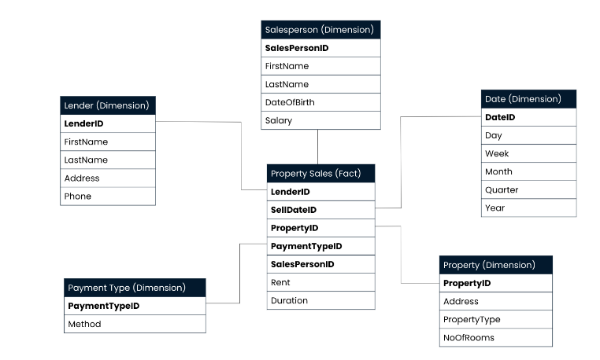 Salesperson (Dimension)
SalesPersonID
FirstName
LastName
DateOfBirth
Salary
Lender (Dimension)
LenderID
FirstName
LastName
Address
Phone
Date (Dimension)
DateID
Day
Week
Month
Quarter
Year
Property Sales (Fact)
LenderID
SellDateID
PropertyID
PaymentTypeID
SalesPersonID
Rent
Duration
Payment Type (Dimension)
PaymentTypeID
Method
Property (Dimension)
PropertyID
Address
PropertyType
NoOfRooms